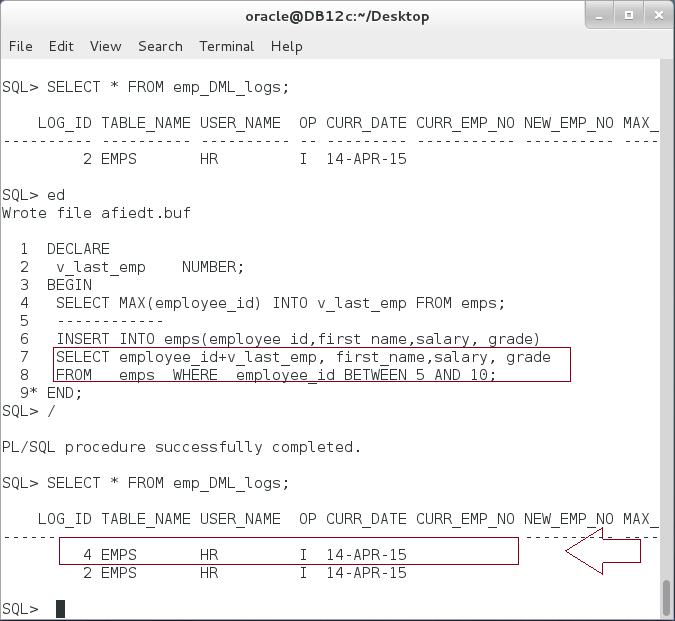 oracle@DB12c:~/Desktop
File Edit View Search Terminal Help
SQL> SELECT * FROM emp_DML_logs;
    LOG_ID TABLE_NAME USER_NAME  OP CURR_DATE CURR_EMP_NO NEW_EMP_NO MAX_
---------- ---------- ---------- -- --------- ----------- ---------- ----
         2 EMPS       HR         I  14-APR-15
SQL> ed
Wrote file afiedt.buf
  1  DECLARE
  2   v_last_emp    NUMBER;
  3  BEGIN
  4   SELECT MAX(employee_id) INTO v_last_emp FROM emps;
  5   ------------
  6   INSERT INTO emps(employee_id,first_name,salary, grade)
  7   SELECT employee_id+v_last_emp, first_name,salary, grade
  8   FROM   emps  WHERE  employee_id BETWEEN 5 AND 10;
  9* END;
SQL> /
PL/SQL procedure successfully completed.
SQL> SELECT * FROM emp_DML_logs;
    LOG_ID TABLE_NAME USER_NAME  OP CURR_DATE CURR_EMP_NO NEW_EMP_NO MAX_
---------- ---------- ---------- -- --------- ----------- ---------- ----
         4 EMPS       HR         I  14-APR-15
         2 EMPS       HR         I  14-APR-15
SQL>